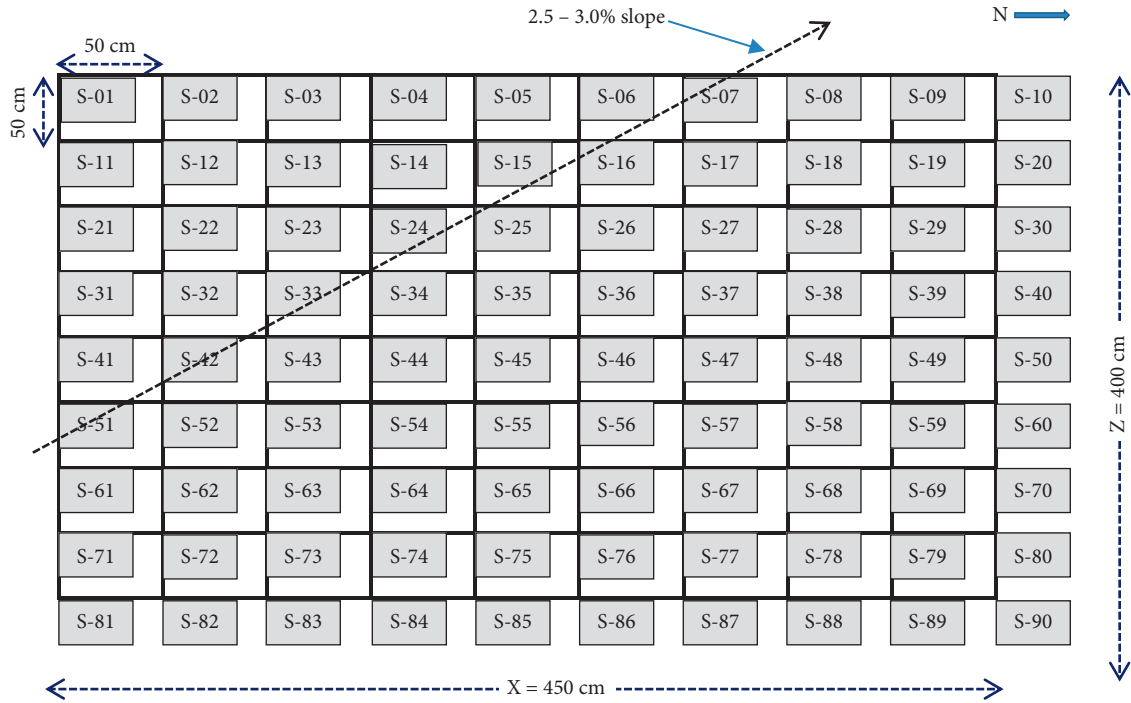 2.5 – 3.0% slope
N
50 cm
50 cm
S-01 S-02 S-03 S-04 S-05 S-06 S-07 S-08 S-09 S-10
S-11 S-12 S-13 S-14 S-15 S-16 S-17 S-18 S-19 S-20
S-21 S-22 S-23 S-24 S-25 S-26 S-27 S-28 S-29 S-30
S-31 S-32 S-33 S-34 S-35 S-36 S-37 S-38 S-39 S-40
S-41 S-42 S-43 S-44 S-45 S-46 S-47 S-48 S-49 S-50
S-51 S-52 S-53 S-54 S-55 S-56 S-57 S-58 S-59 S-60
S-61 S-62 S-63 S-64 S-65 S-66 S-67 S-68 S-69 S-70
S-71 S-72 S-73 S-74 S-75 S-76 S-77 S-78 S-79 S-80
S-81 S-82 S-83 S-84 S-85 S-86 S-87 S-88 S-89 S-90
Z = 400 cm
X = 450 cm